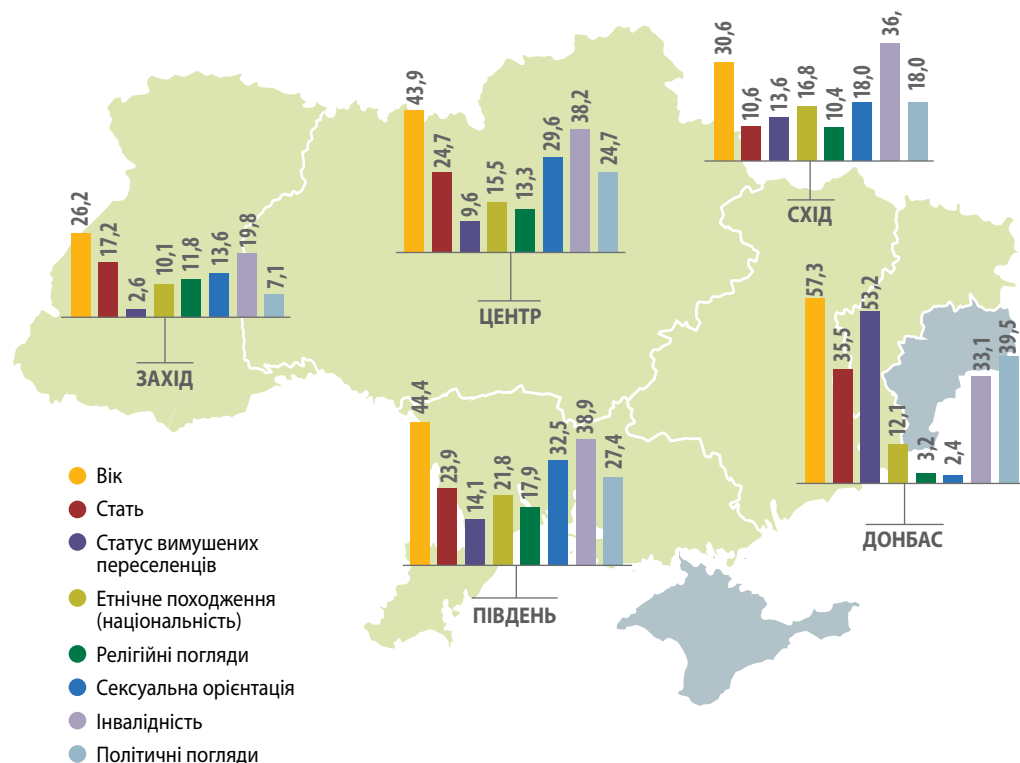 30,6
10,6
13,6
16,8
10,4
18,0
36,
18,0
СХІД
43,9
24,7
9,6
15,5
13,3
29,6
38,2
24,7
ЦЕНТР
26,2
17,2
2,6
10,1
11,8
13,6
19,8
7,1
ЗАХІД
57,3
35,5
53,2
12,1
3,2
2,4
33,1
39,5
ДОНБАС
44,4
23,9
14,1
21,8
17,9
32,5
38,9
27,4
ПІВДЕНЬ
Вік
Стать
Статус вимушених
переселенців
Етнічне походження
(національність)
Релігійні погляди
Сексуальна орієнтація
Інвалідність
Політичні погляди